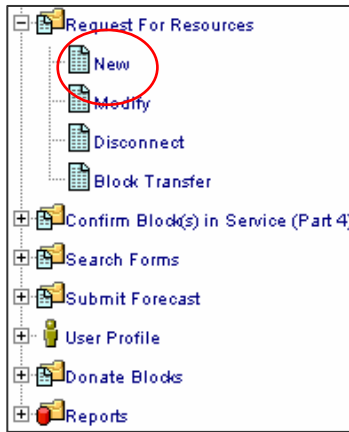 Request For Resources
New
Modify
Disconnect
Block Transfer
Confirm Block(s) in Service (Part 4)
Search Forms
Submit Forecast
User Profile
Donate Blocks
Reports